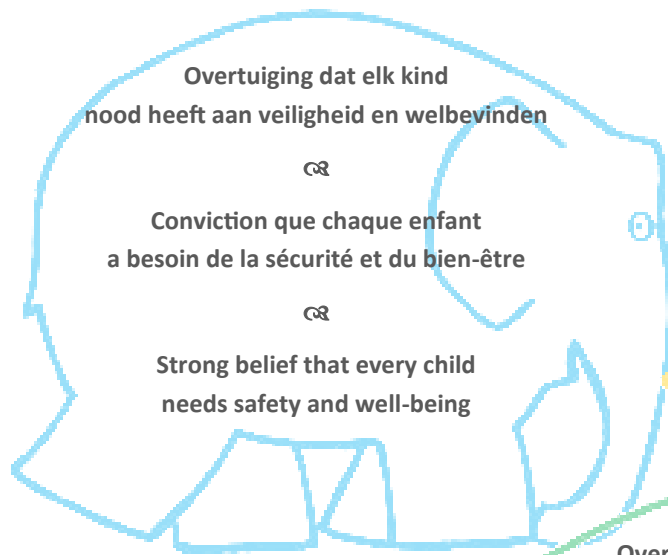 Overtuiging dat elk kind
nood heeft aan veiligheid en welbevinden
Conviction que chaque enfant
a besoin de la sécurité et du bien-être
Strong belief that every child
needs safety and well-being